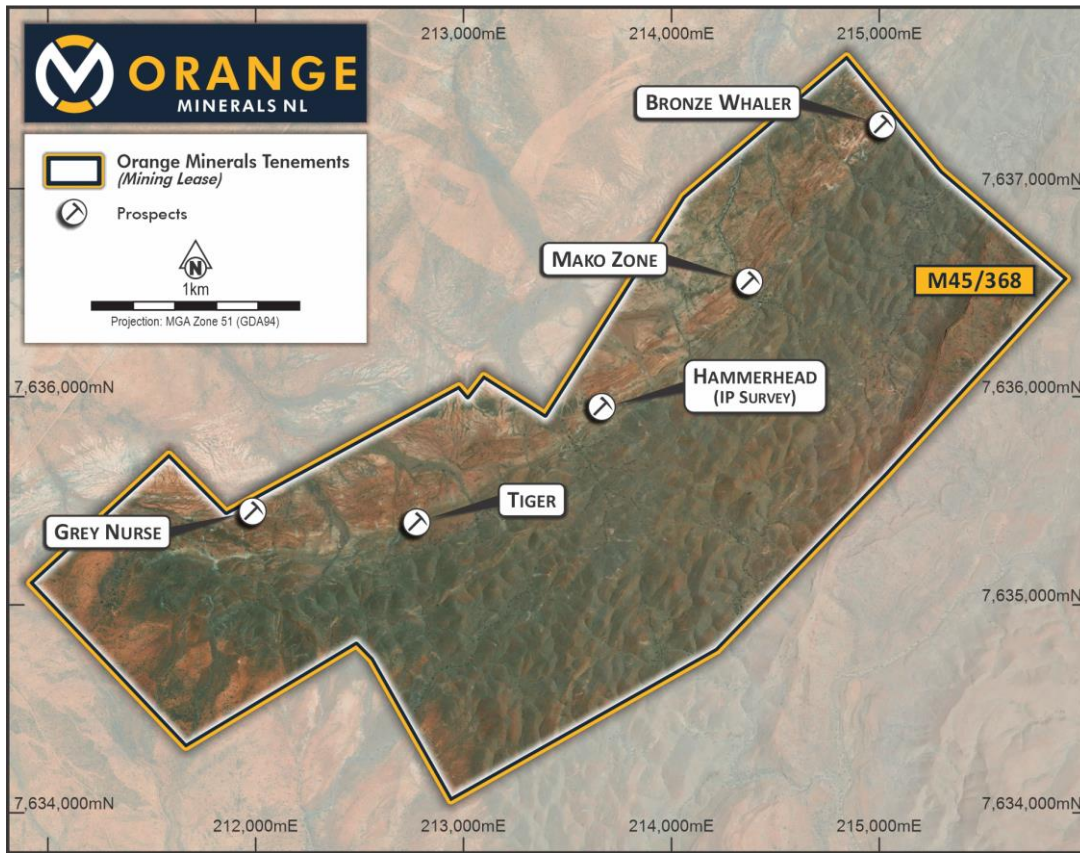 ORANGE
MINERALS NL
Orange Minerals Tenements
(Mining Lease)
Prospects
N
1km
Projection: MGA Zone 51 (GDA94)
213,000mE
214,000mE
215,000mE
BRONZE WHALER
7,637,000mN
MAKO ZONE
M45/368
7,636,000mN
7,636,000mN
HAMMERHEAD
(IP SURVEY)
TIGER
GREY NURSE
7,635,000mN
7,634,000mN
7,634,000mN
212,000mE
213,000mE
214,000mE
215,000mE